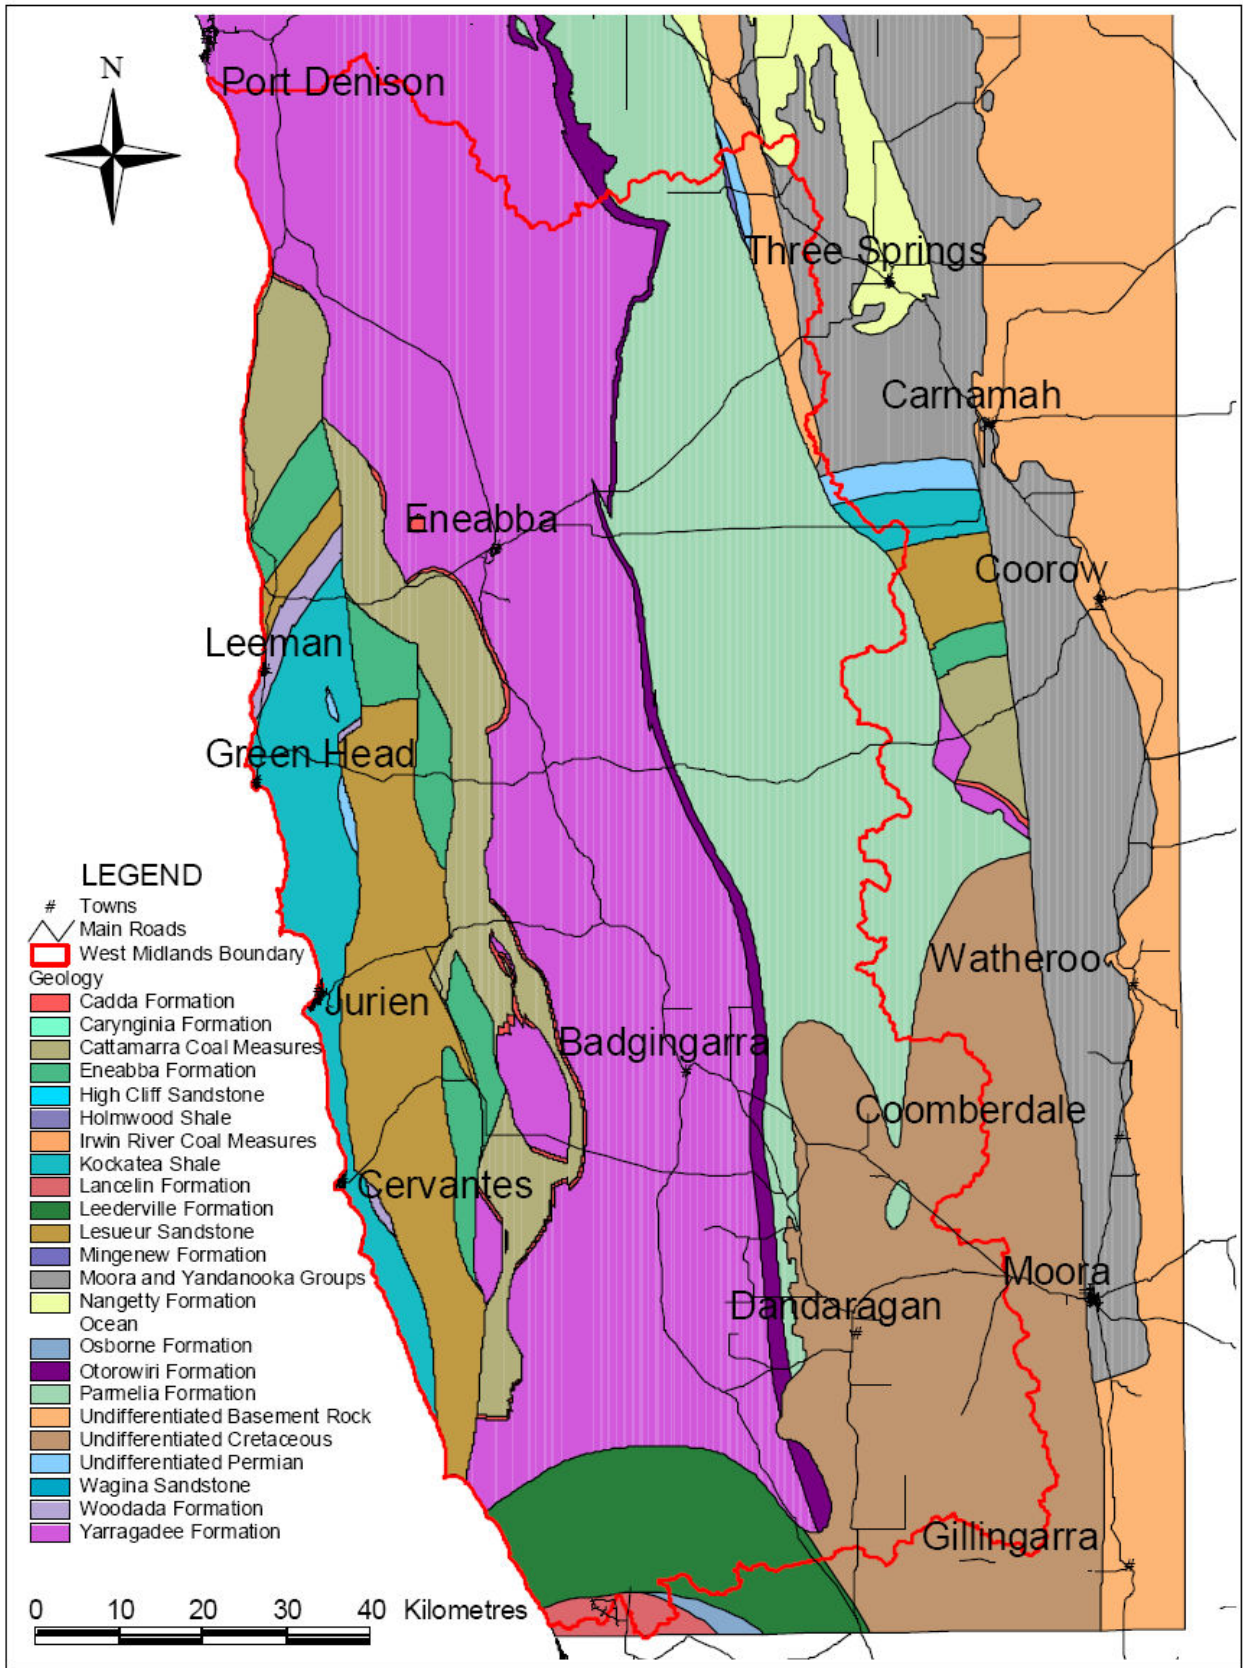 N
Port Denison
Three Springs
Carnamah
Eneabba
Coorow
Leeman
Green Head
Watheroo
Jurien
Badgingarra
Coomberdale
Cervantes
Moora
Dandaragan
Gillingarra
LEGEND
# Towns
Main Roads
West Midlands Boundary
Geology
Cadda Formation
Carynginia Formation
Cattamarra Coal Measures
Eneabba Formation
High Cliff Sandstone
Holmwood Shale
Irwin River Coal Measures
Kockatea Shale
Lancelin Formation
Leederville Formation
Lesueur Sandstone
Mingenew Formation
Moora and Yandanooka Groups
Nangetty Formation
Ocean
Osborne Formation
Otorowiri Formation
Parmelia Formation
Undifferentiated Basement Rock
Undifferentiated Cretaceous
Undifferentiated Permian
Wagina Sandstone
Woodada Formation
Yarragadee Formation
0 10 20 30 40 Kilometres